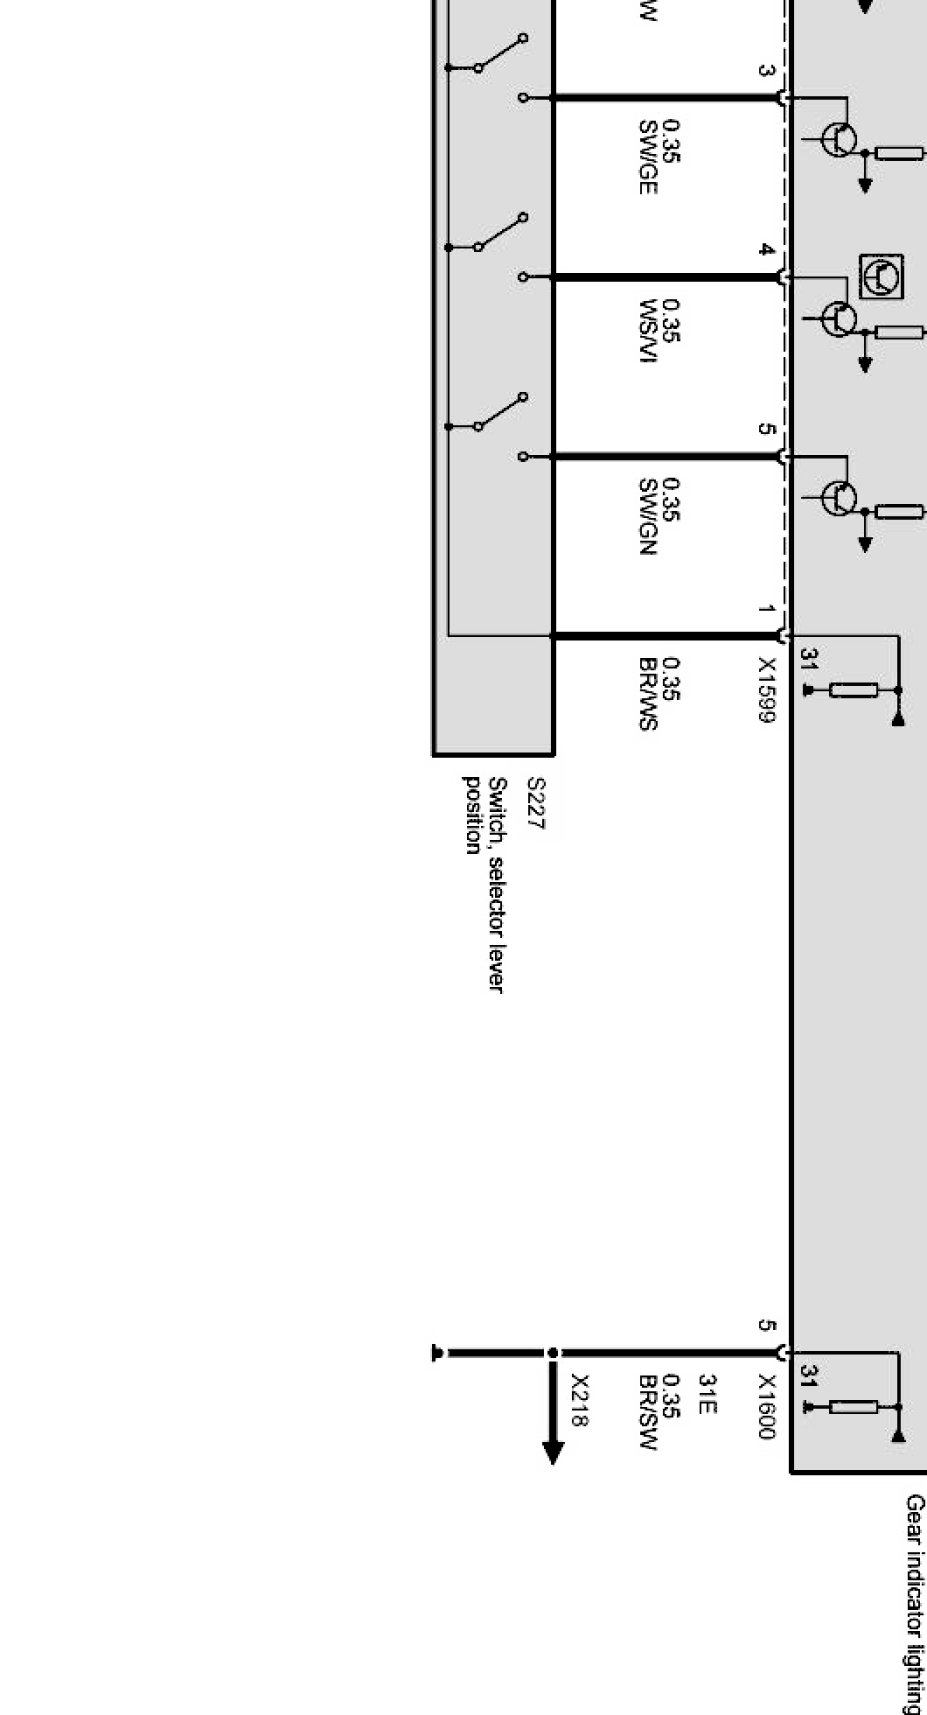 W
3
0.35
SW/GE
4
0.35
WS/VI
5
0.35
SW/GN
1
X1599
31
0.35
BR/WS
S227
Switch, selector lever
position
5
X1600
31
31E
0.35
BR/SW
X218
Gear indicator lighting